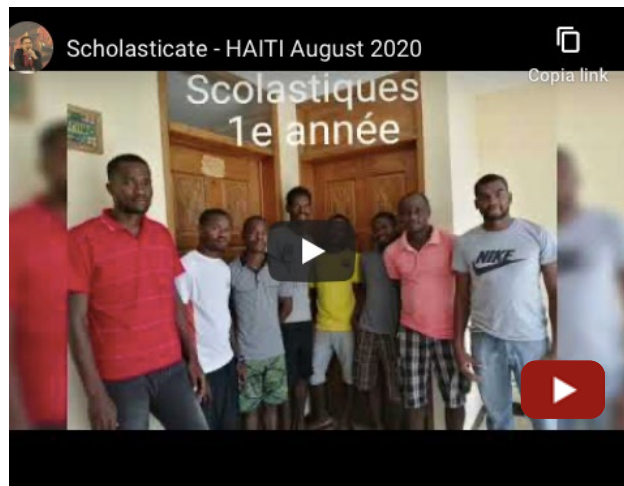 Scholasticate - HAITI August 2020
Copia link
Scolastiques
1e année
NIKE